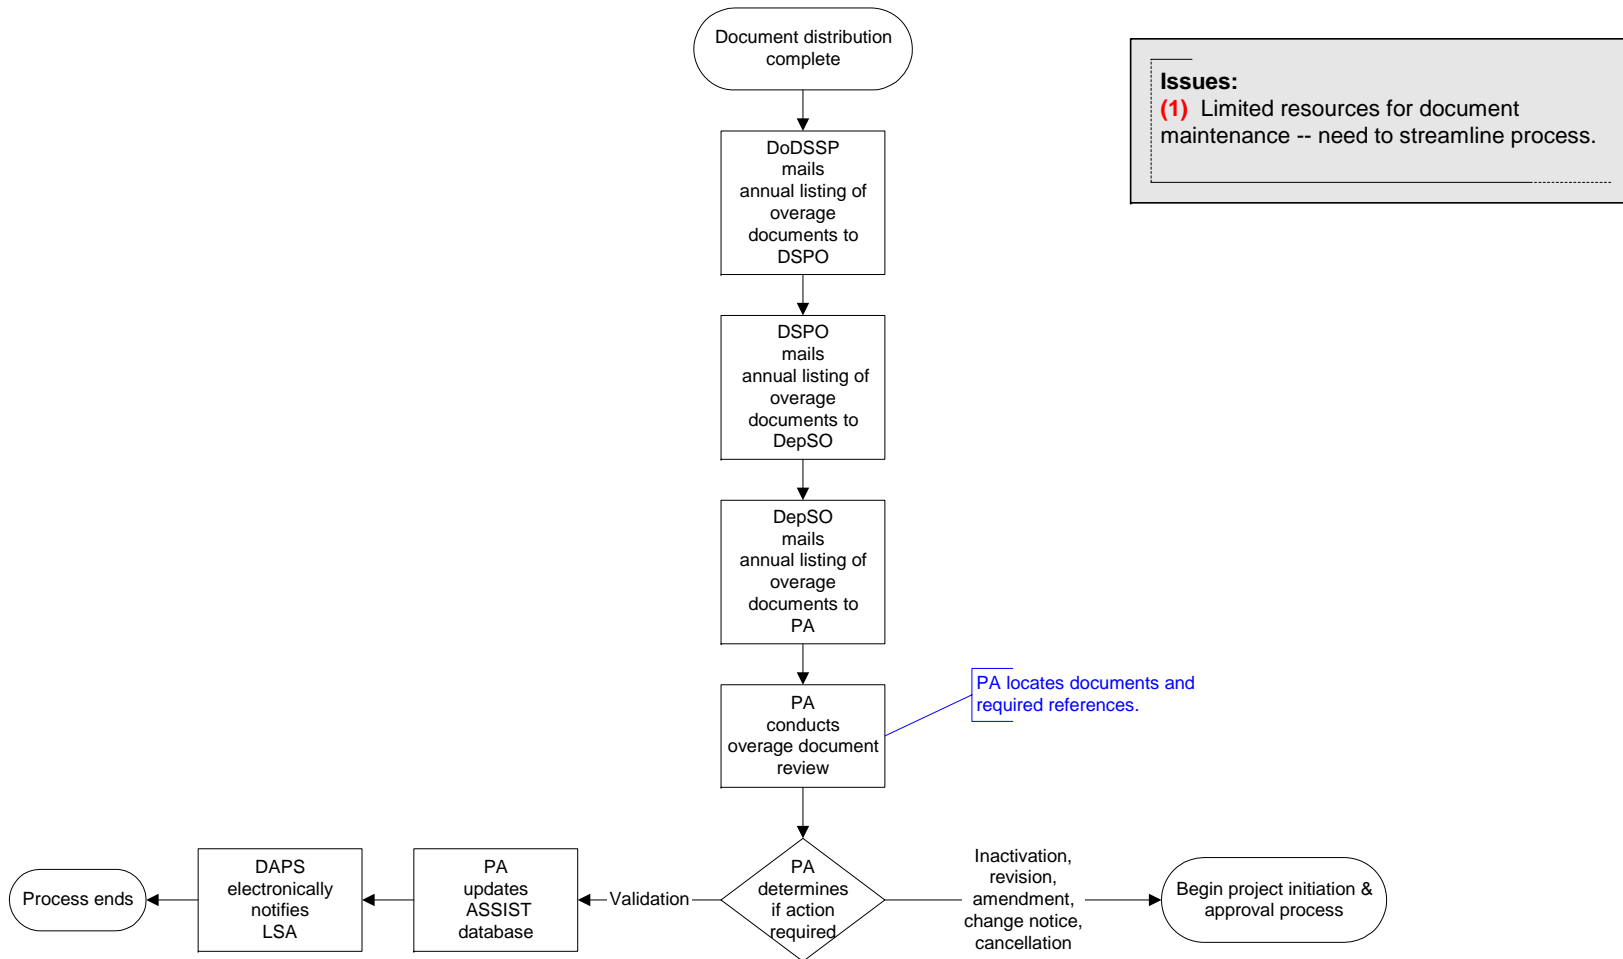 Document distribution
complete
Issues:
(1) Limited resources for document
maintenance -- need to streamline process.
DoDSSP
mails
annual listing of
overage
documents to
DSPO
DSPO
mails
annual listing of
overage
documents to
DepSO
DepSO
mails
annual listing of
overage
documents to
PA
PA
conducts
overage document
review
PA locates documents and
required references.
PA
determines
if action
required
Validation
PA
updates
ASSIST
database
DAPS
electronically
notifies
LSA
Process ends
Inactivation,
revision,
amendment,
change notice,
cancellation
Begin project initiation &
approval process